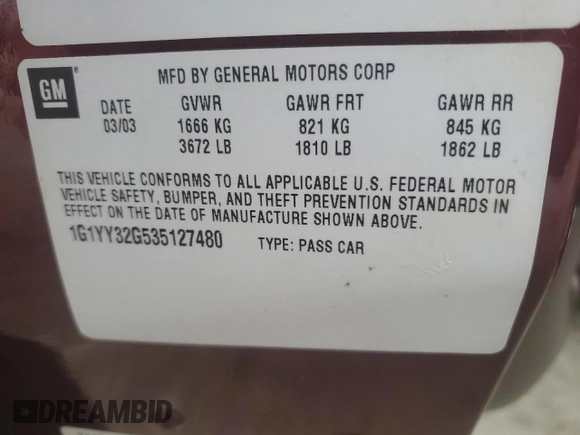 GM
MFD BY GENERAL MOTORS CORP
DATE GVWR GAWR FRT GAWR RR
03/03 1666 KG 821 KG 845 KG
3672 LB 1810 LB 1862 LB
THIS VEHICLE CONFORMS TO ALL APPLICABLE U.S. FEDERAL MOTOR
VEHICLE SAFETY, BUMPER, AND THEFT PREVENTION STANDARDS IN
EFFECT ON THE DATE OF MANUFACTURE SHOWN ABOVE.
1G1YY32G535127480 TYPE: PASS CAR
DREAMBID